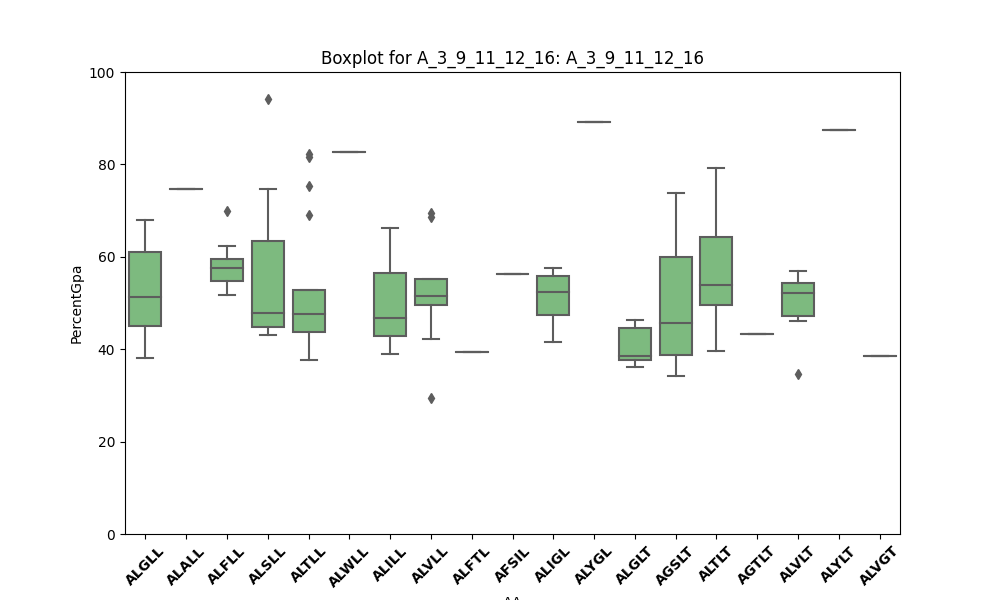 Boxplot for A_3_9_11_12_16: A_3_9_11_12_16
PercentGpa
100
80
60
40
20
0
ALGLL ALALL ALFLL ALSLL ALTLL ALWLL ALILL ALVLL ALFTL AFSIL ALIGL ALYGL ALGLT AGSLT ALTLT AGTLT ALVLT ALYLT ALVGT